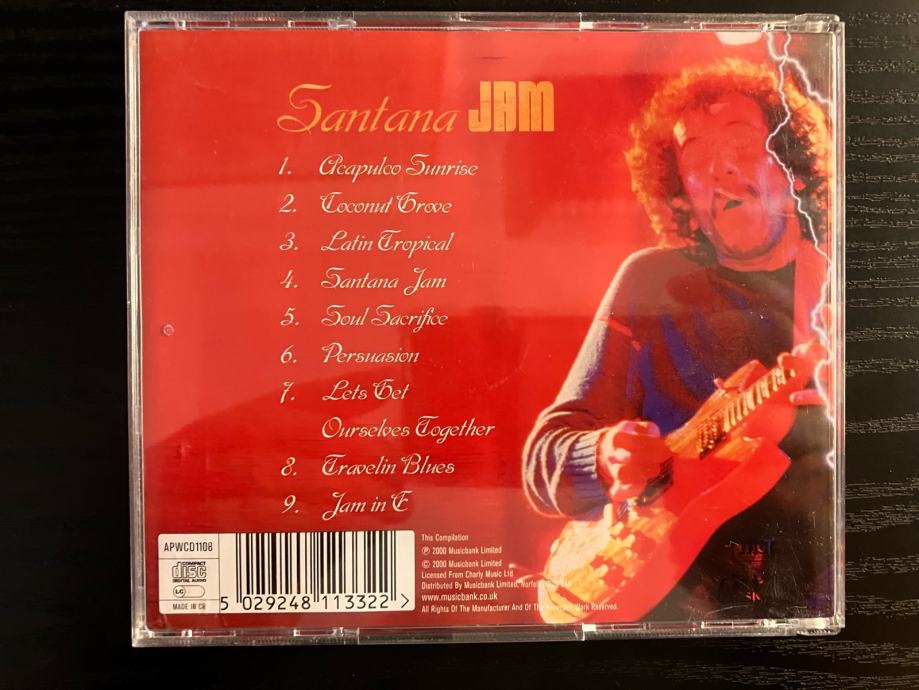 Santana JAM
1. Acapulco Sunrise
2. Coconut Grove
3. Latin Tropical
4. Santana Jam
5. Soul Sacrifice
6. Persuasion
7. Lets Get
Ourselves Together
8. Travelin Blues
9. Jam in E
APWCD1108
COMPACT
disc
DIGITAL AUDIO
LC
MADE IN
5 029248 113322 >
This Compilation
℗ 2000 Musicbank Limited
© 2000 Musicbank Limited
Licensed From Charly Music Ltd
Distributed By Musicbank Limited, Norfolk
www.musicbank.co.uk
All Rights Of The Manufacturer And Of The Recorded Work Reserved.